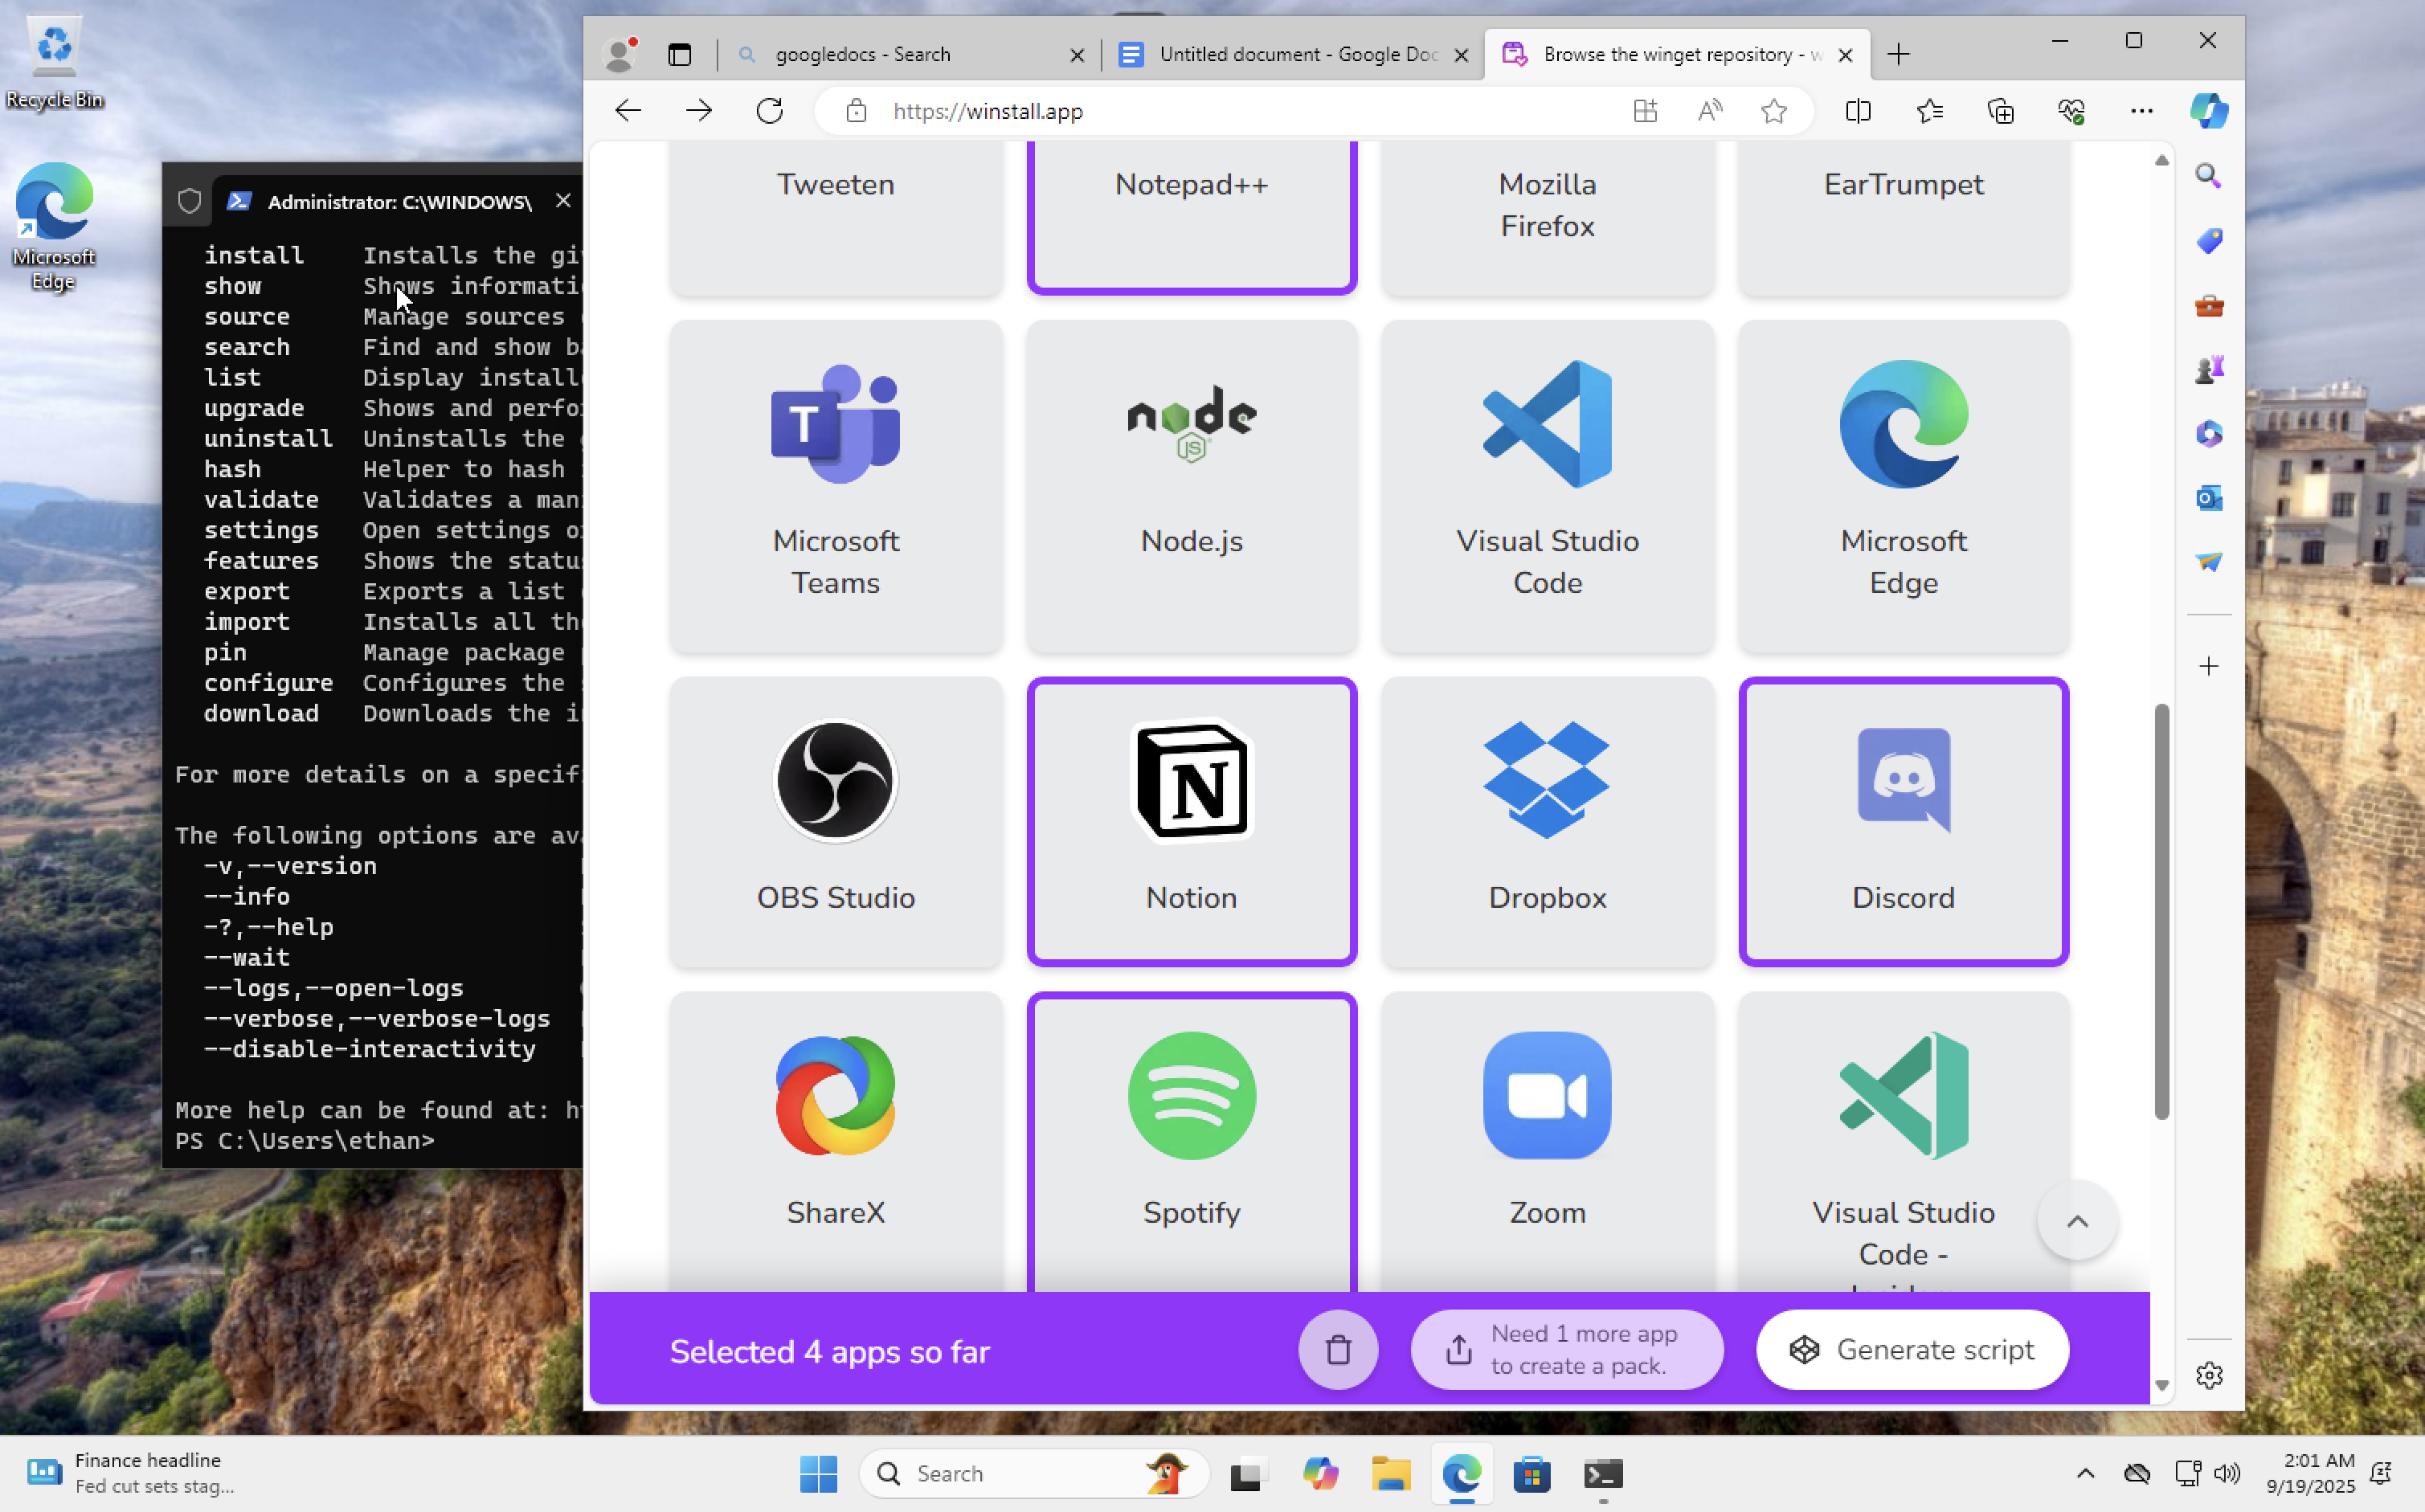 Recycle Bin
Microsoft
Edge
Administrator: C:\WINDOWS\
install Installs the gi
show Shows informati
source Manage sources
search Find and show ba
list Display install
upgrade Shows and perfo
uninstall Uninstalls the
hash Helper to hash
validate Validates a man
settings Open settings o
features Shows the statu
export Exports a list
import Installs all th
pin Manage package
configure Configures the
download Downloads the i
For more details on a specif
The following options are ava
-v,--version
--info
-?,--help
--wait
--logs,--open-logs
--verbose,--verbose-logs
--disable-interactivity
More help can be found at: h
PS C:\Users\ethan>
googledocs - Search
Untitled document - Google Doc
Browse the winget repository - w
https://winstall.app
Tweeten
Notepad++
Mozilla
Firefox
EarTrumpet
Microsoft
Teams
Node.js
Visual Studio
Code
Microsoft
Edge
OBS Studio
Notion
Dropbox
Discord
ShareX
Spotify
Zoom
Visual Studio
Code -
Selected 4 apps so far
Need 1 more app
to create a pack.
Generate script
Finance headline
Fed cut sets stag...
Search
2:01 AM
9/19/2025